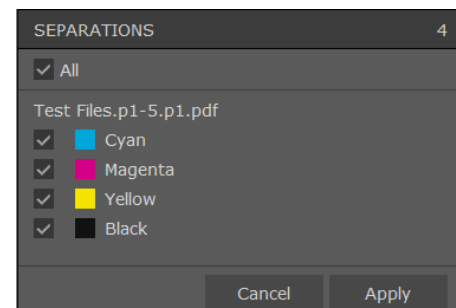 SEPARATIONS 4
All
Test Files.p1-5.p1.pdf
Cyan
Magenta
Yellow
Black
Cancel Apply